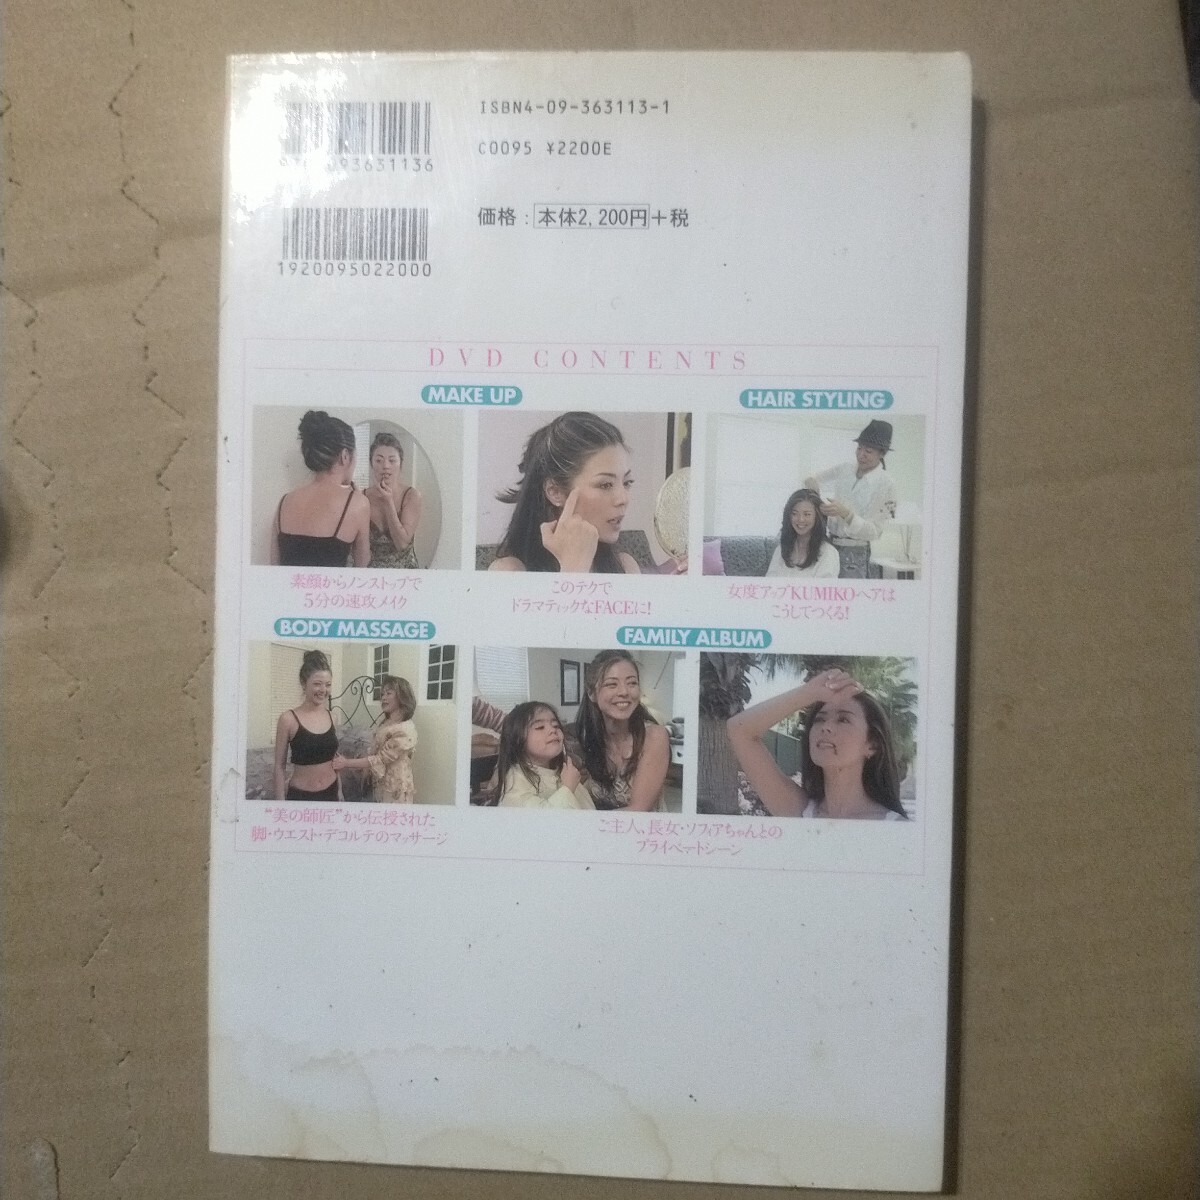 ISBN4-09-363113-1
C0095 ¥2200E
価格：本体2,200円＋税
1920095022000
DVD CONTENTS
MAKE UP
HAIR STYLING
素顔からノンストップで
5分の速攻メイク
このテクで
ドラマティックなFACEに!
女度アップKUMIKOヘアは
こうしてつくる!
BODY MASSAGE
FAMILY ALBUM
"美の師匠"から伝授された
脚・ウエスト・デコルテのマッサージ
ご主人、長女・ソフィアちゃんとの
プライベートシーン